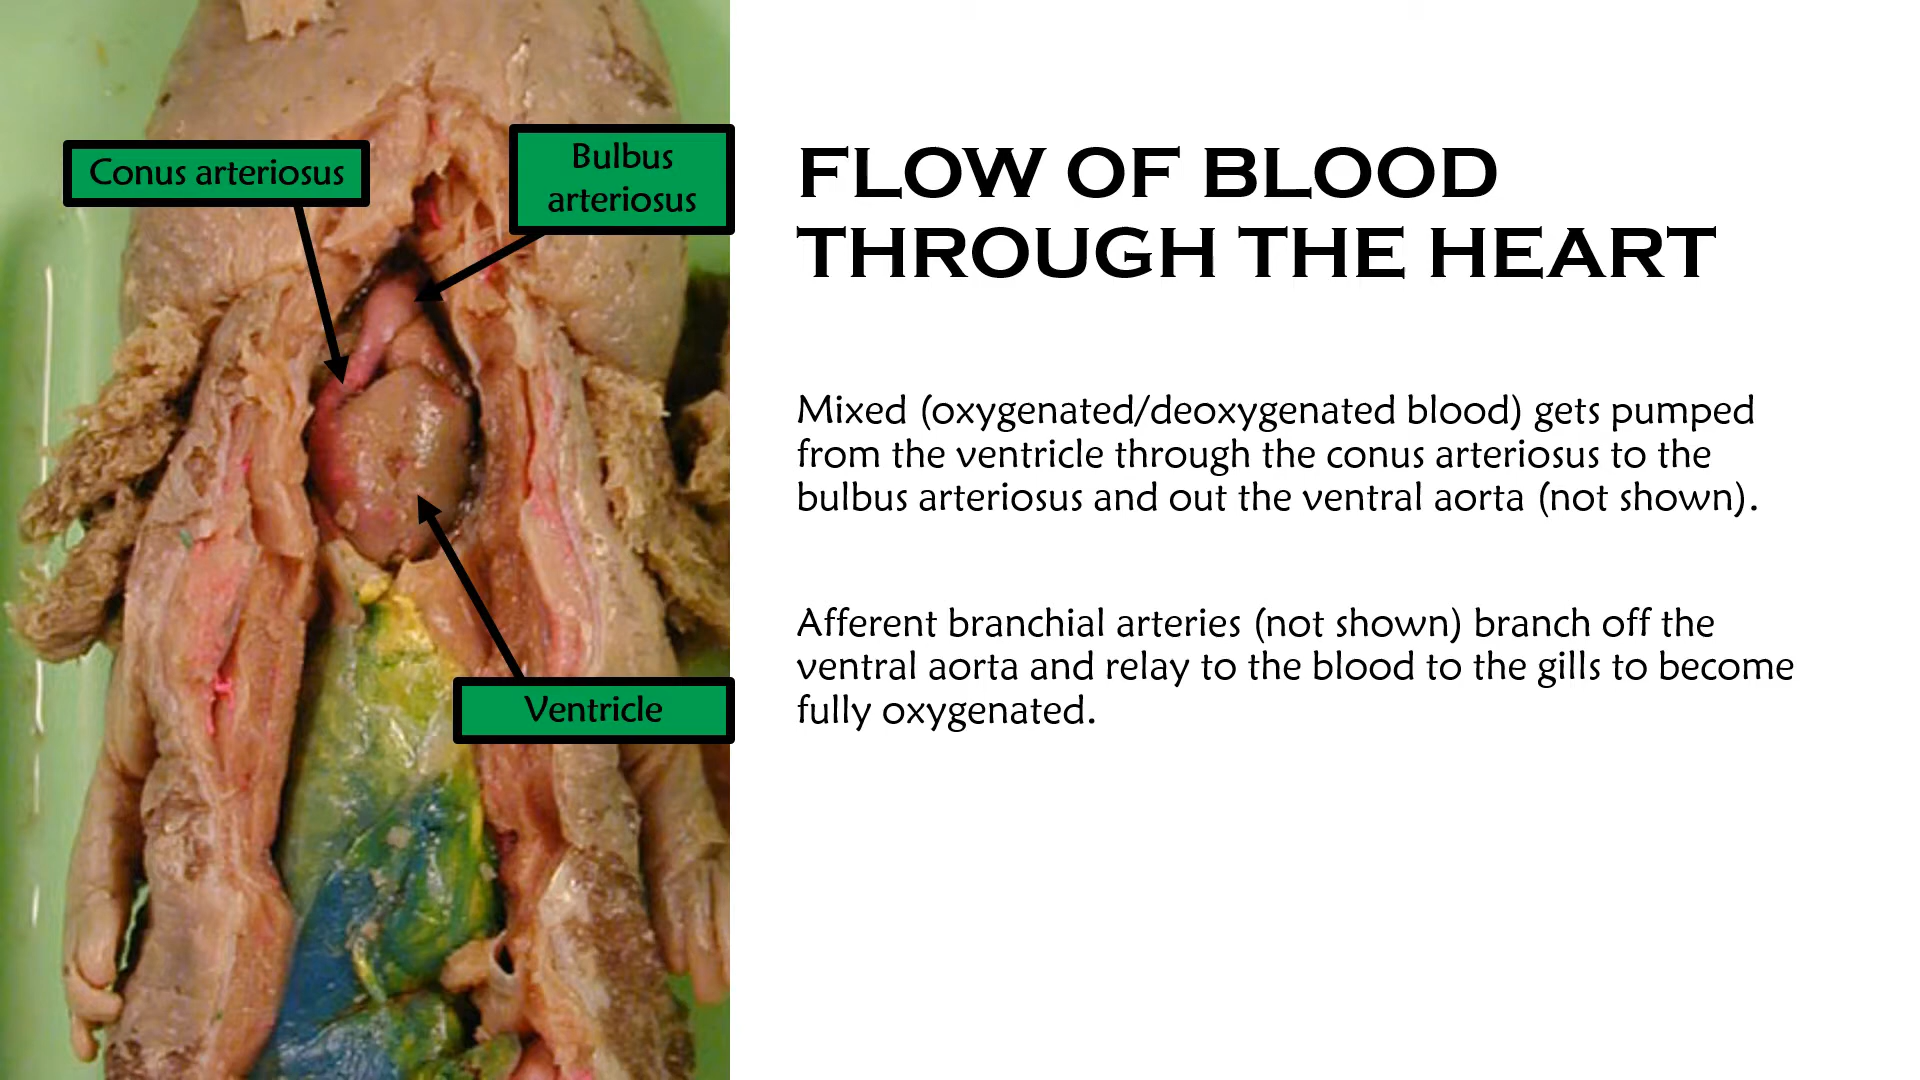 Conus arteriosus
Bulbus
arteriosus
Ventricle
FLOW OF BLOOD
THROUGH THE HEART
Mixed (oxygenated/deoxygenated blood) gets pumped
from the ventricle through the conus arteriosus to the
bulbus arteriosus and out the ventral aorta (not shown).
Afferent branchial arteries (not shown) branch off the
ventral aorta and relay to the blood to the gills to become
fully oxygenated.